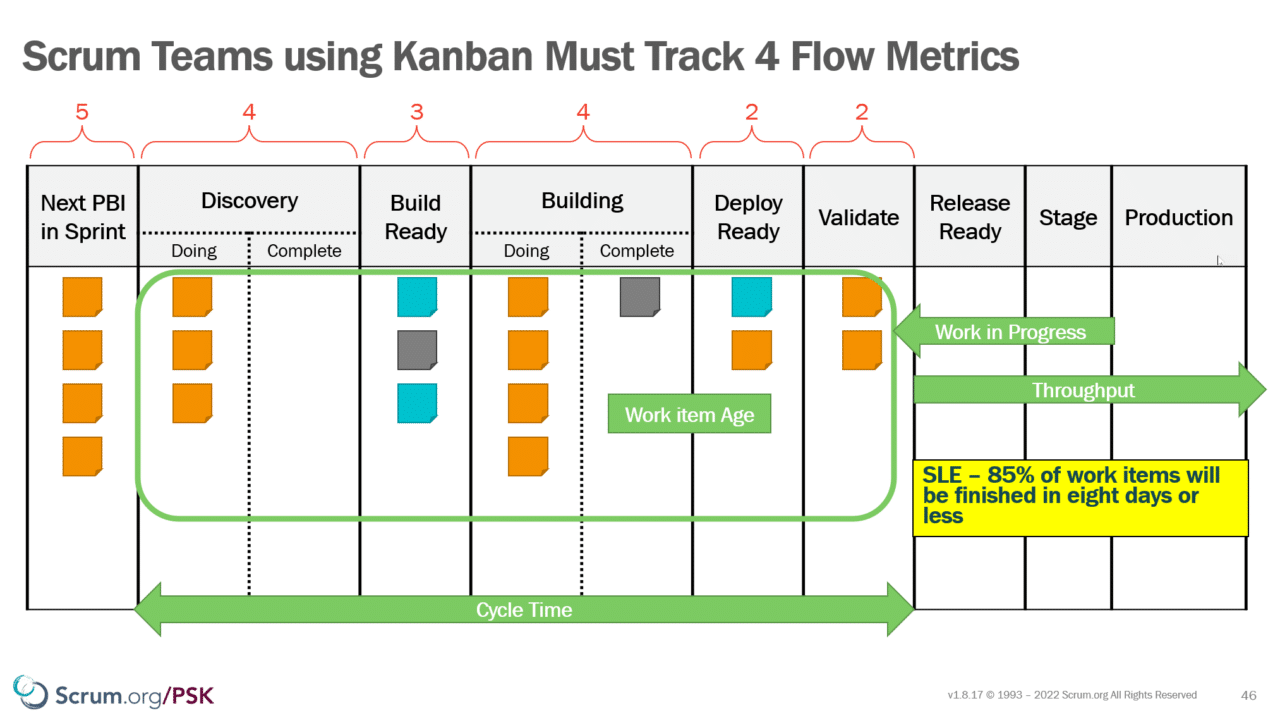 Scrum Teams using Kanban Must Track 4 Flow Metrics
5
4
3
4
2
2
Next PBI
in Sprint
Discovery
Doing
Complete
Build
Ready
Building
Doing
Complete
Deploy
Ready
Validate
Release
Ready
Stage
Production
Work in Progress
Throughput
Work item Age
SLE – 85% of work items will
be finished in eight days or
less
Cycle Time
Scrum.org/PSK
v1.8.17 © 1993 – 2022 Scrum.org All Rights Reserved
46